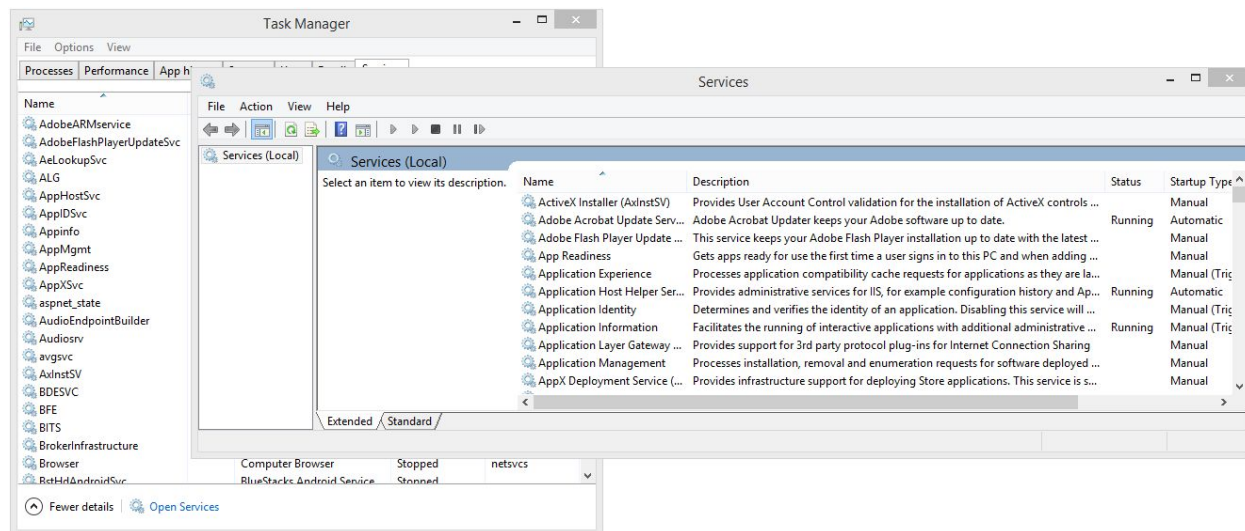 Task Manager
File Options View
Processes Performance App h
Name
AdobeARMservice
AdobeFlashPlayerUpdateSvc
AeLookupSvc
ALG
AppHostSvc
AppIDSvc
Appinfo
AppMgmt
AppReadiness
AppXSvc
aspnet_state
AudioEndpointBuilder
Audiosrv
avgsvc
AxInstSV
BDESVC
BFE
BITS
BrokerInfrastructure
Browser Computer Browser Stopped netsvcs
BstHdAndroidSvc BlueStacks Android Service Stopped
Fewer details Open Services
Services
File Action View Help
Services (Local)
Services (Local)
Select an item to view its description.
Name Description Status Startup Type
ActiveX Installer (AxInstSV) Provides User Account Control validation for the installation of ActiveX controls ... Manual
Adobe Acrobat Update Serv... Adobe Acrobat Updater keeps your Adobe software up to date. Running Automatic
Adobe Flash Player Update ... This service keeps your Adobe Flash Player installation up to date with the latest ... Manual
App Readiness Gets apps ready for use the first time a user signs in to this PC and when adding ... Manual
Application Experience Processes application compatibility cache requests for applications as they are la... Manual (Trig
Application Host Helper Ser... Provides administrative services for IIS, for example configuration history and Ap... Running Automatic
Application Identity Determines and verifies the identity of an application. Disabling this service will ... Manual (Trig
Application Information Facilitates the running of interactive applications with additional administrative ... Running Manual (Trig
Application Layer Gateway ... Provides support for 3rd party protocol plug-ins for Internet Connection Sharing Manual
Application Management Processes installation, removal and enumeration requests for software deployed ... Manual
AppX Deployment Service (... Provides infrastructure support for deploying Store applications. This service is s... Manual
Extended Standard